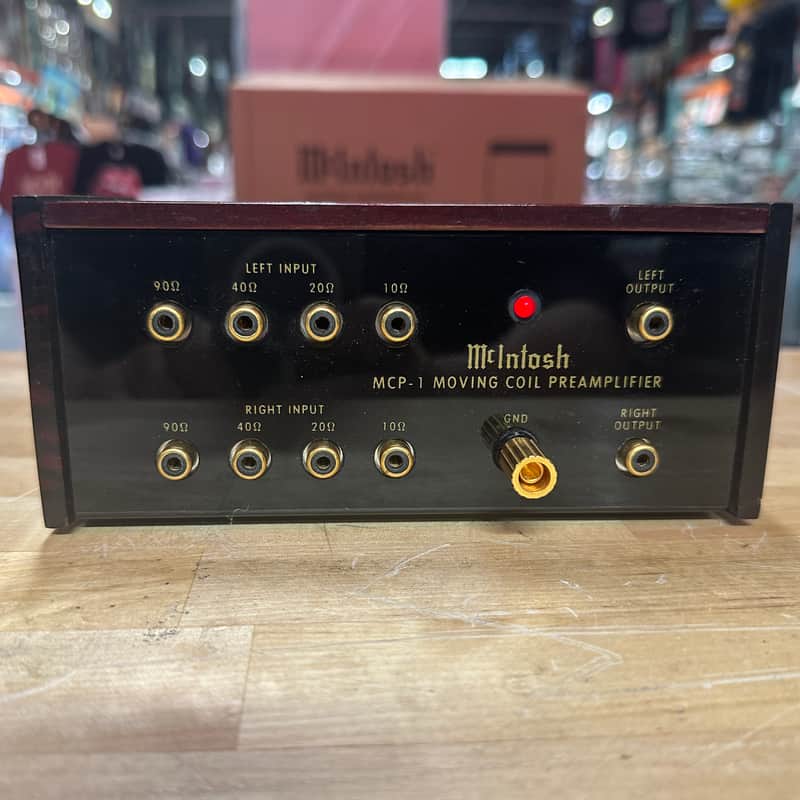 McIntosh
LEFT INPUT
90Ω 40Ω 20Ω 10Ω
LEFT
OUTPUT
McIntosh
MCP-1 MOVING COIL PREAMPLIFIER
RIGHT INPUT
90Ω 40Ω 20Ω 10Ω
GND
RIGHT
OUTPUT